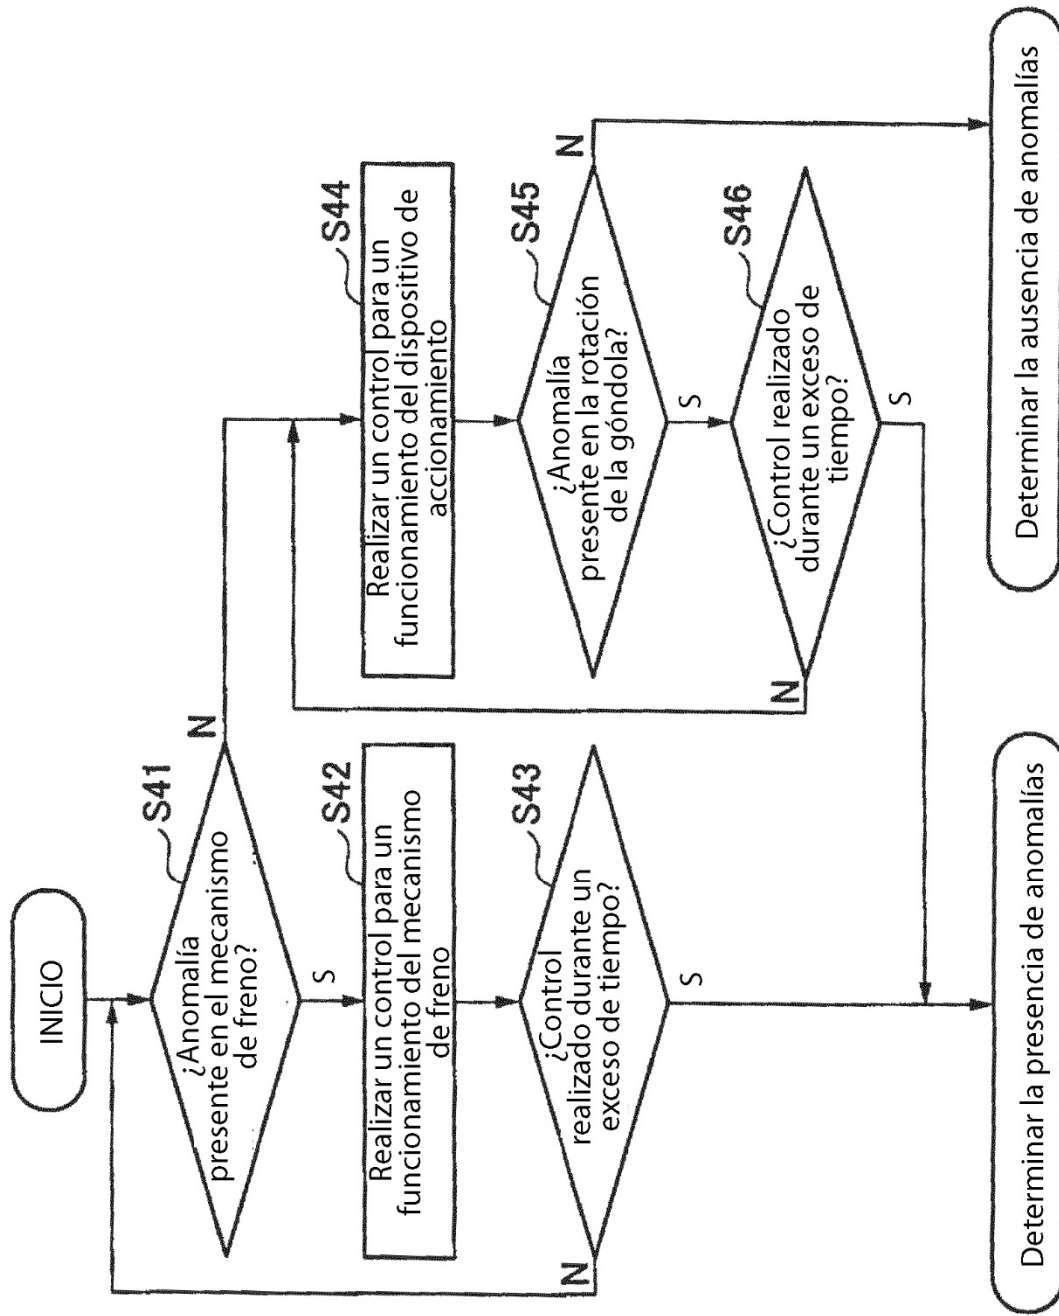 INICIO
S41
¿Anomalía
presente en el mecanismo
de freno?
N
S
S42
Realizar un control para un
funcionamiento del mecanismo
de freno
S43
¿Control
realizado durante un
exceso de tiempo?
N
S
S44
Realizar un control para un
funcionamiento del dispositivo de
accionamiento
S45
¿Anomalía
presente en la rotación
de la góndola?
N
S
S46
¿Control realizado
durante un exceso de
tiempo?
N
S
Determinar la presencia de anomalías
Determinar la ausencia de anomalías